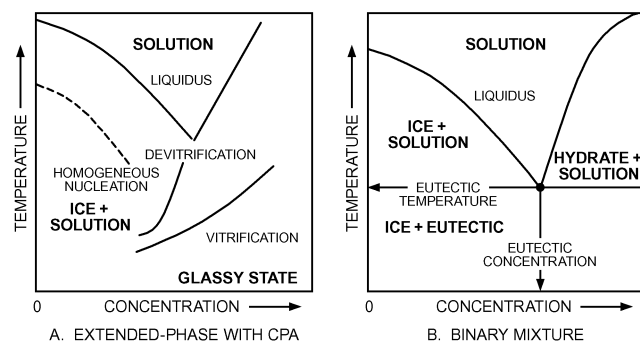 SOLUTION
LIQUIDUS
DEVITRIFICATION
HOMOGENEOUS
NUCLEATION
ICE +
SOLUTION
VITRIFICATION
GLASSY STATE
TEMPERATURE
0
CONCENTRATION
A. EXTENDED-PHASE WITH CPA
SOLUTION
LIQUIDUS
ICE +
SOLUTION
HYDRATE +
SOLUTION
EUTECTIC
TEMPERATURE
ICE + EUTECTIC
EUTECTIC
CONCENTRATION
TEMPERATURE
0
CONCENTRATION
B. BINARY MIXTURE